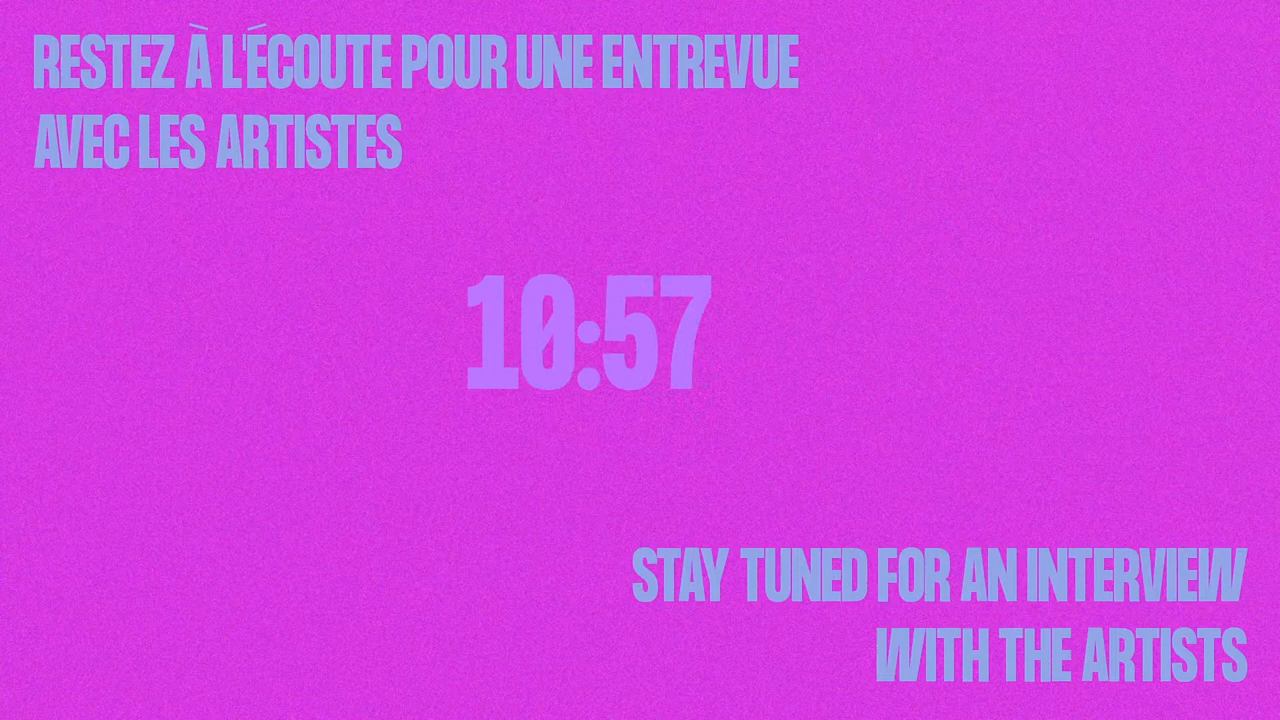 RESTEZ À L'ÉCOUTE POUR UNE ENTREVUE
AVEC LES ARTISTES
10:57
STAY TUNED FOR AN INTERVIEW
WITH THE ARTISTS